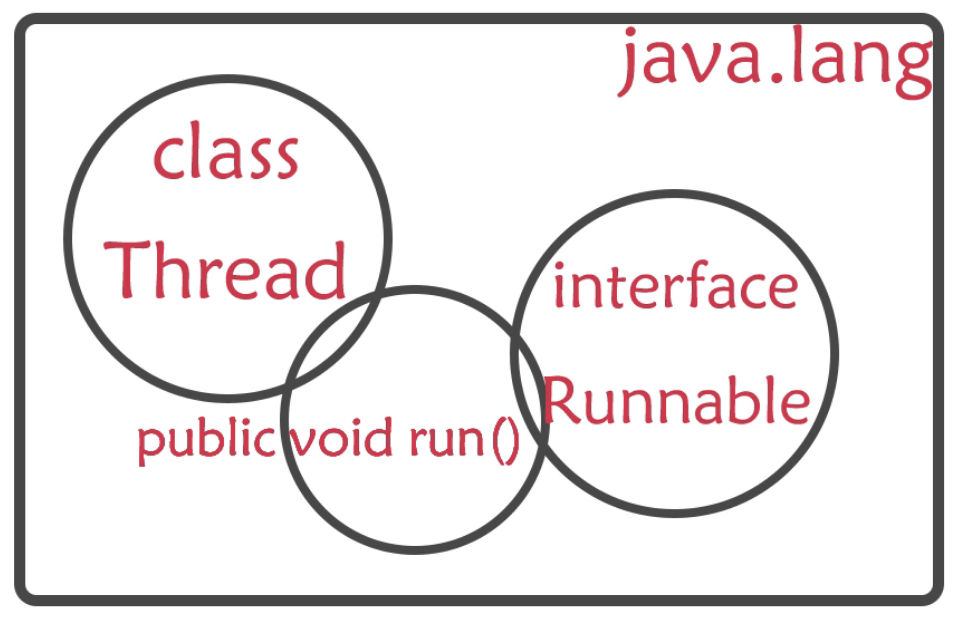 java.lang
class
Thread
interface
Runnable
public void run()